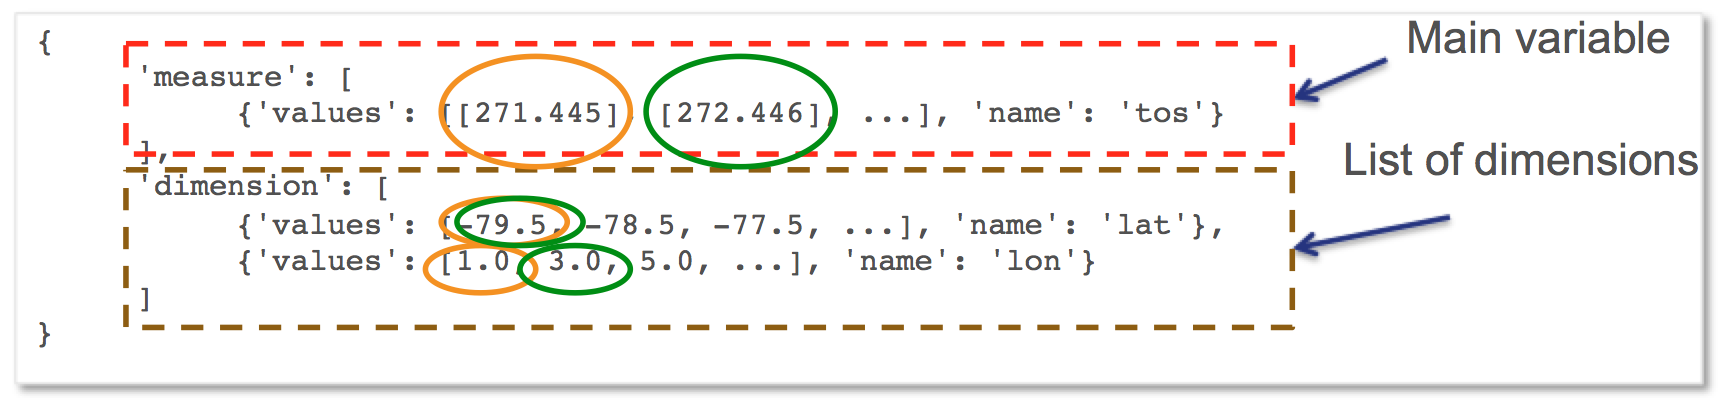 {
'measure': [
{'values': [[271.445], [272.446], ...], 'name': 'tos'}
],
'dimension': [
{'values': [-79.5, -78.5, -77.5, ...], 'name': 'lat'},
{'values': [1.0, 3.0, 5.0, ...], 'name': 'lon'}
]
}
Main variable
List of dimensions